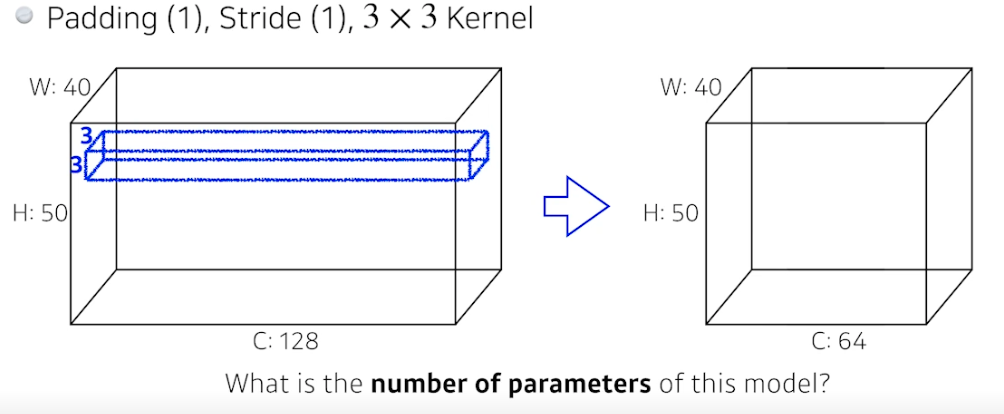 Padding (1), Stride (1), 3 × 3 Kernel
W: 40
3
3
H: 50
C: 128
W: 40
H: 50
C: 64
What is the number of parameters of this model?